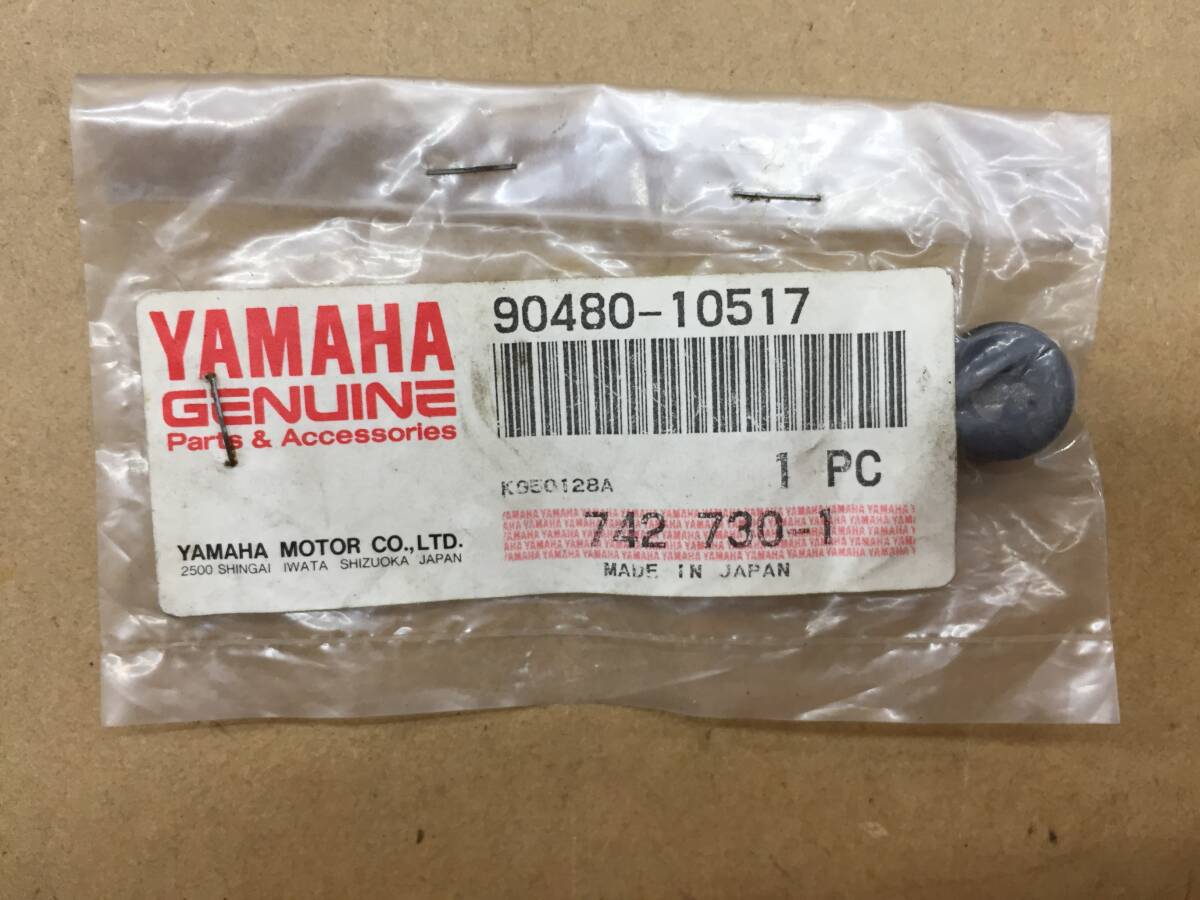 YAMAHA
GENUINE
Parts & Accessories
YAMAHA MOTOR CO.,LTD.
2500 SHINGAI IWATA SHIZUOKA JAPAN
90480-10517
1 PC
K950128A
742 730-1
MADE IN JAPAN